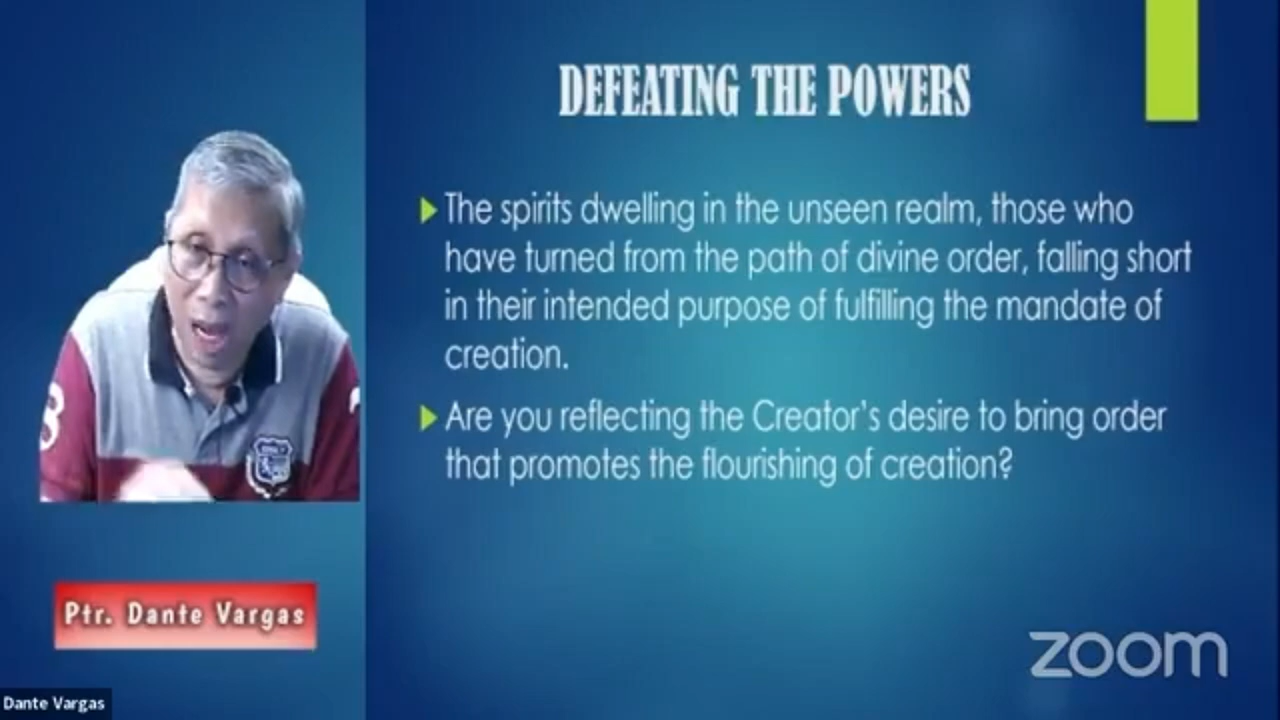 DEFEATING THE POWERS
The spirits dwelling in the unseen realm, those who
have turned from the path of divine order, falling short
in their intended purpose of fulfilling the mandate of
creation.
Are you reflecting the Creator's desire to bring order
that promotes the flourishing of creation?
Ptr. Dante Vargas
Dante Vargas
zoom